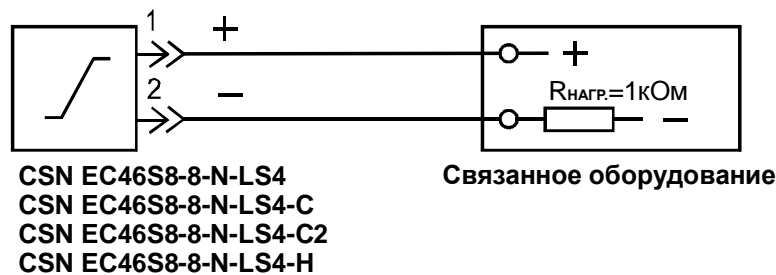 1 +
+
2 −
Rнагр.=1кОм
−
CSN EC46S8-8-N-LS4
Связанное оборудование
CSN EC46S8-8-N-LS4-C
CSN EC46S8-8-N-LS4-C2
CSN EC46S8-8-N-LS4-H